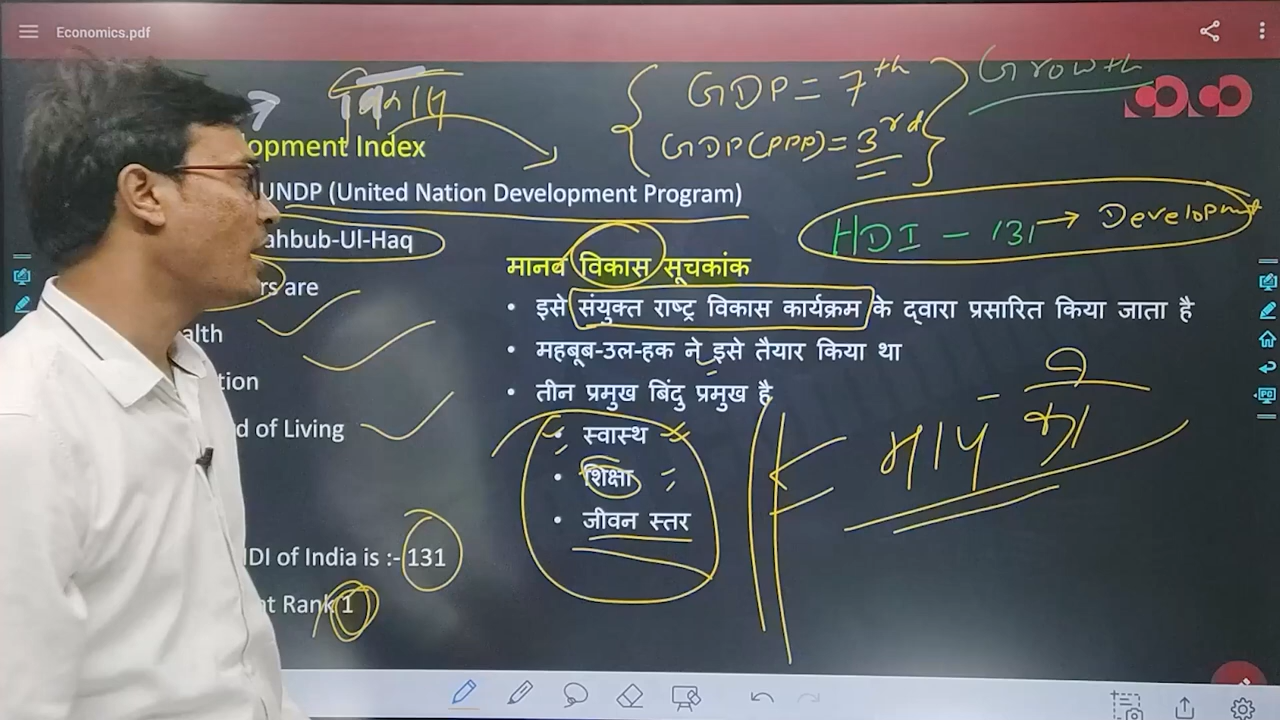 Economics.pdf
GDP = 7th
GDP(PPP) = 3rd
Growth
opment Index
UNDP (United Nation Development Program)
HDI - 131 → Development
ahbub-Ul-Haq
मानव विकास सूचकांक
rs are
• इसे संयुक्त राष्ट्र विकास कार्यक्रम के द्वारा प्रसारित किया जाता है
alth
• महबूब-उल-हक ने इसे तैयार किया था
tion
• तीन प्रमुख बिंदु प्रमुख है
d of Living
• स्वास्थ
• शिक्षा
• जीवन स्तर
HDI of India is :- 131
nt Rank 1